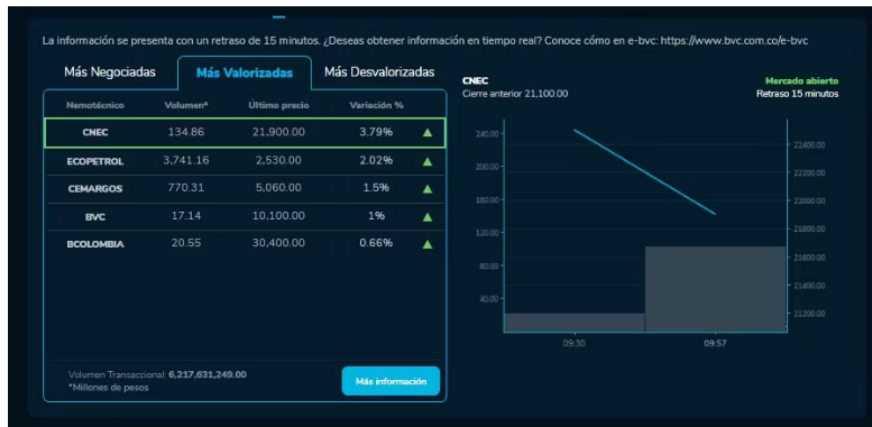 La información se presenta con un retraso de 15 minutos. ¿Deseas obtener información en tiempo real? Conoce cómo en e-bvc: https://www.bvc.com.co/e-bvc
Más Negociadas Más Valorizadas Más Desvalorizadas
Nemotécnico Volumen* Último precio Variación %
CNEC 134.86 21,900.00 3.79% ▲
ECOPETROL 3,741.16 2,530.00 2.02% ▲
CEMARGOS 770.31 5,060.00 1.5% ▲
BVC 17.14 10,100.00 1% ▲
BCOLOMBIA 20.55 30,400.00 0.66% ▲
Volumen Transaccional: 6,217,631,249.00
*Millones de pesos
Más información
CNEC Mercado abierto
Cierre anterior 21,100.00 Retraso 15 minutos
240.00
200.00
180.00
120.00
80.00
40.00
22400.00
22200.00
22000.00
21800.00
21600.00
21400.00
21200.00
09:30 09:57